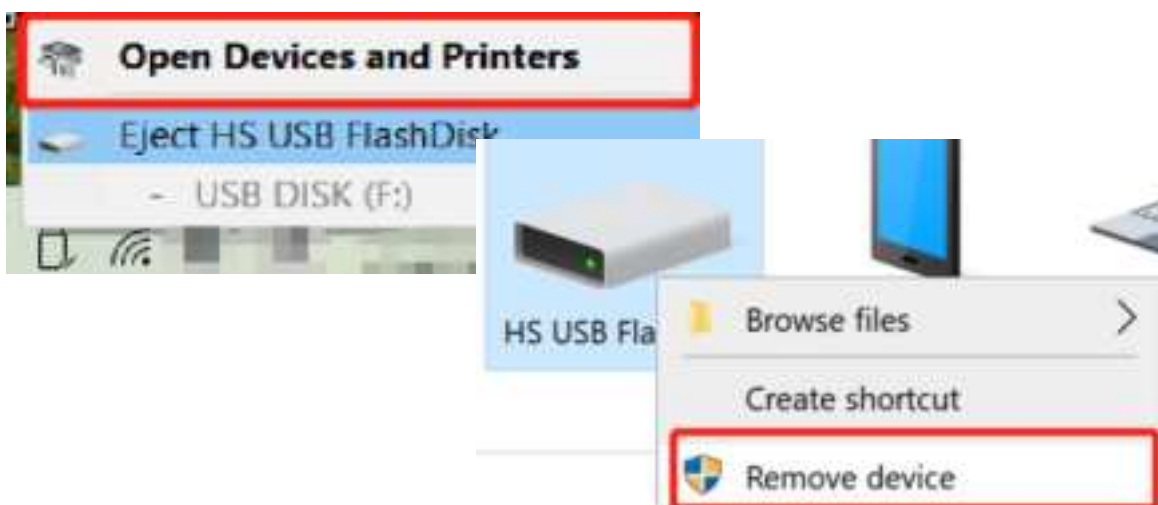 Open Devices and Printers
Eject HS USB FlashDisk
- USB DISK (F:)
HS USB Fla
Browse files
Create shortcut
Remove device